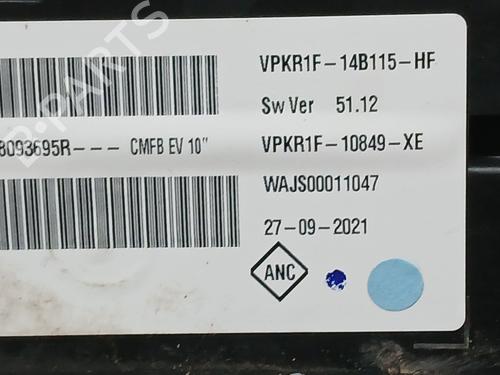 VPKR1F-14B115-HF
Sw Ver 51.12
8093695R--- CMFB EV 10"
VPKR1F-10849-XE
WAJS00011047
27-09-2021
ANC
B-PARTS